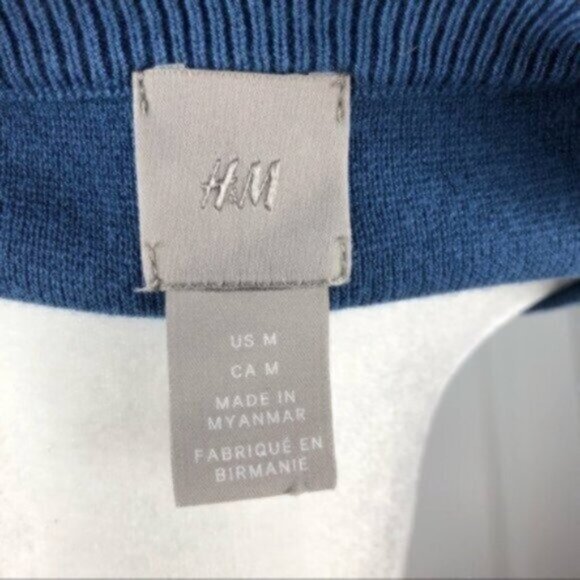 H&M
US M
CA M
MADE IN
MYANMAR
FABRIQUÉ EN
BIRMANIE